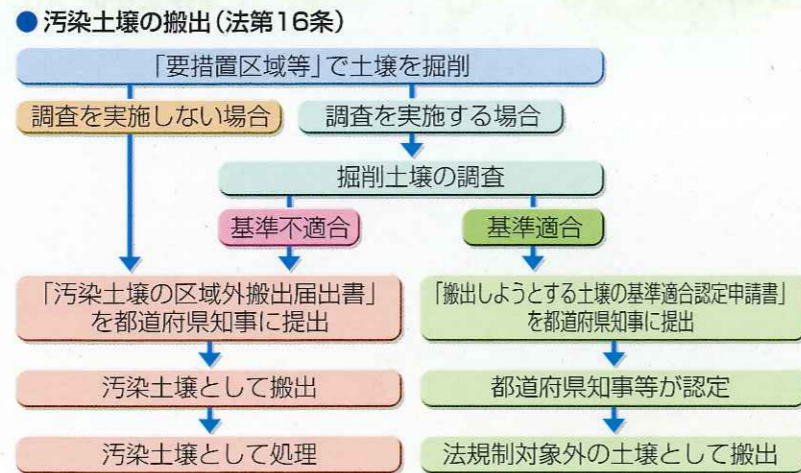 ●汚染土壌の搬出(法第16条)
「要措置区域等」で土壌を掘削
調査を実施しない場合
調査を実施する場合
掘削土壌の調査
基準不適合
基準適合
「汚染土壌の区域外搬出届出書」
を都道府県知事に提出
「搬出しようとする土壌の基準適合認定申請書」
を都道府県知事に提出
汚染土壌として搬出
都道府県知事等が認定
汚染土壌として処理
法規制対象外の土壌として搬出